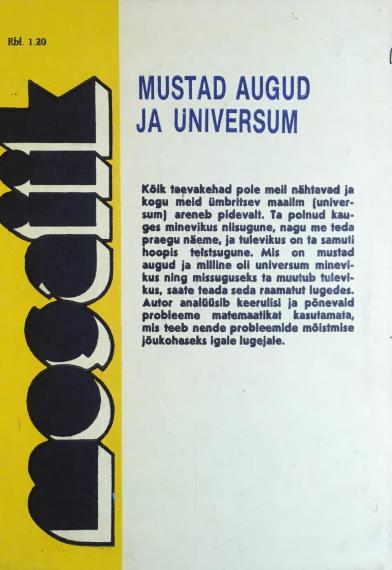 Rbl. 1.20
mosaiik
MUSTAD AUGUD
JA UNIVERSUM
Kõik taevakehad pole meil nähtavad ja
kogu meid ümbritsev maailm (univer-
sum) areneb pidevalt. Ta polnud kau-
ges minevikus niisugune, nagu me teda
praegu näeme, ja tulevikus on ta samuti
hoopis teistsugune. Mis on mustad
augud ja milline oli universum minevi-
kus ning missuguseks ta muutub tulevi-
kus, saate teada seda raamatut lugedes.
Autor analüüsib keerulisi ja põnevaid
probleeme matemaatikat kasutamata,
mis teeb nende probleemide mõistmise
jõukohaseks igale lugejale.